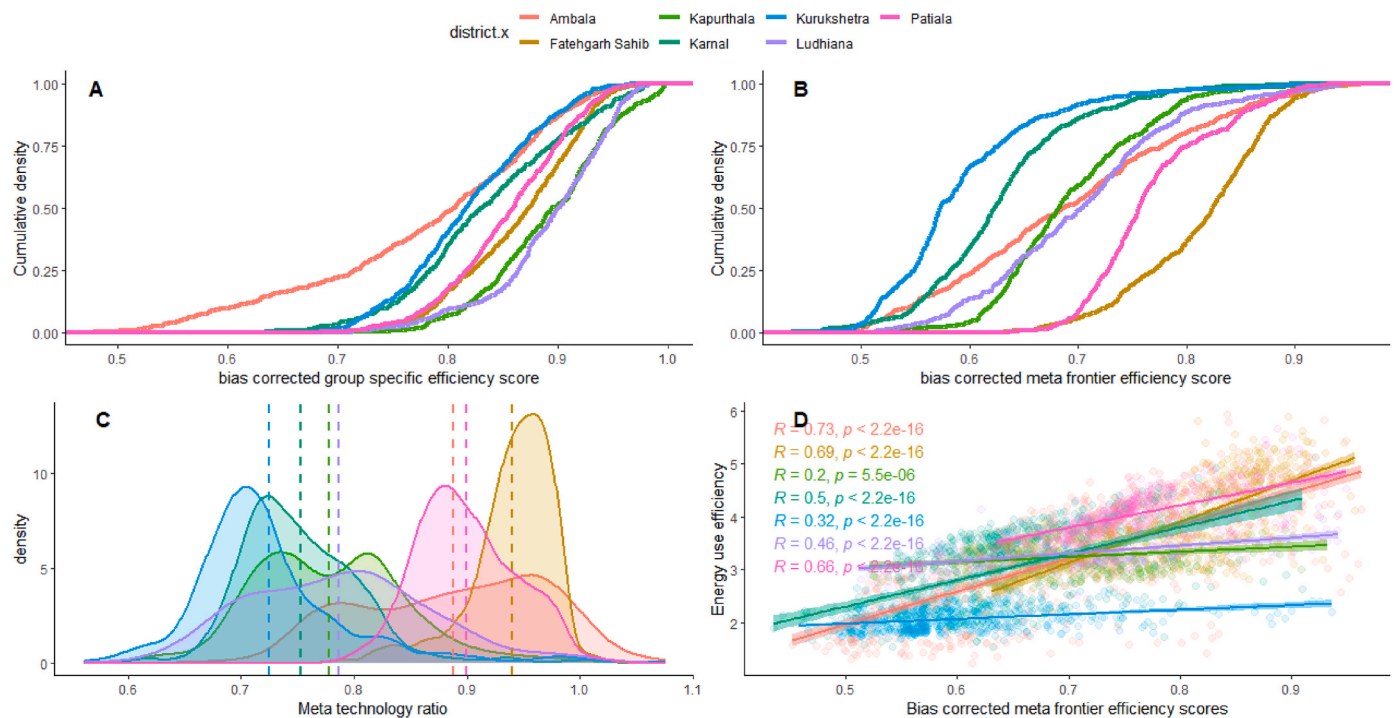 district.x
Ambala Kapurthala Kurukshetra Patiala
Fatehgarh Sahib Karnal Ludhiana
A
1.00
0.75
0.50
0.25
0.00
Cumulative density
0.5 0.6 0.7 0.8 0.9 1.0
bias corrected group specific efficiency score
B
1.00
0.75
0.50
0.25
0.00
Cumulative density
0.5 0.6 0.7 0.8 0.9
bias corrected meta frontier efficiency score
C
10
5
0
density
0.6 0.7 0.8 0.9 1.0 1.1
Meta technology ratio
D
6
5
4
3
2
Energy use efficiency
R = 0.73, p < 2.2e-16
R = 0.69, p < 2.2e-16
R = 0.2, p = 5.5e-06
R = 0.5, p < 2.2e-16
R = 0.32, p < 2.2e-16
R = 0.46, p < 2.2e-16
R = 0.66, p < 2.2e-16
0.5 0.6 0.7 0.8 0.9
Bias corrected meta frontier efficiency scores